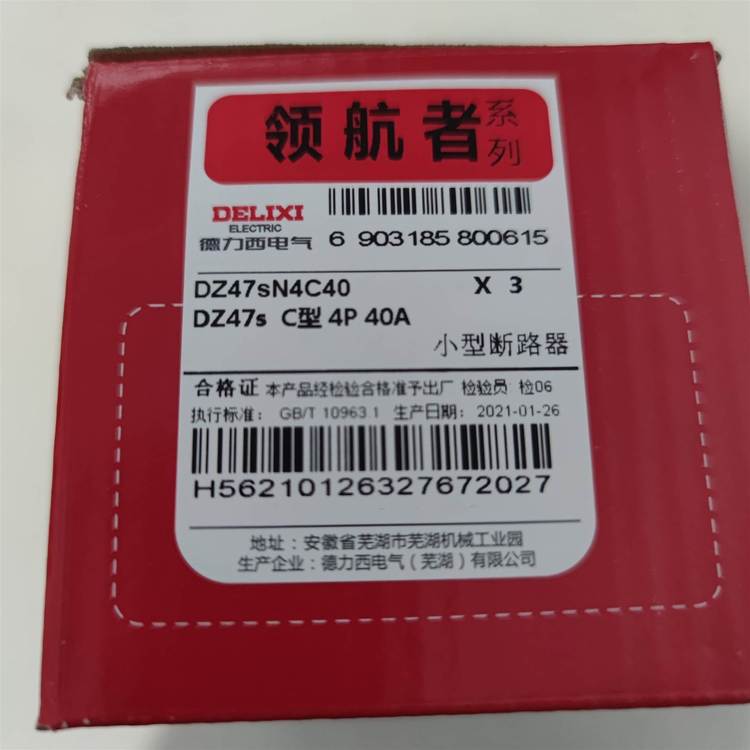 领航者系列
DELIXI
ELECTRIC
德力西电气
6 903185 800615
DZ47sN4C40 X 3
DZ47s C型 4P 40A
小型断路器
合格证 本产品经检验合格准予出厂 检验员: 检06
执行标准: GB/T 10963.1 生产日期: 2021-01-26
H56210126327672027
地址:安徽省芜湖市芜湖机械工业园
生产企业:德力西电气(芜湖)有限公司